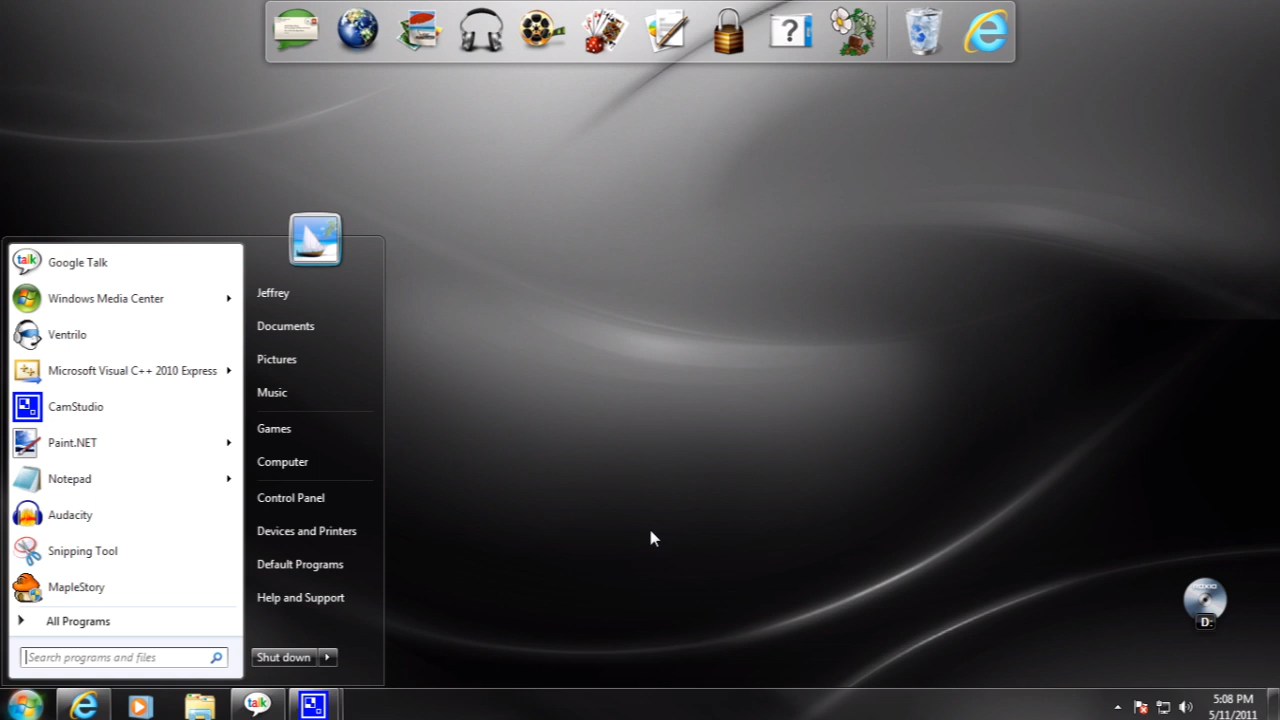 ?
talk
Google Talk
Windows Media Center
Ventrilo
Microsoft Visual C++ 2010 Express
CamStudio
Paint.NET
Notepad
Audacity
Snipping Tool
MapleStory
All Programs
Search programs and files
Jeffrey
Documents
Pictures
Music
Games
Computer
Control Panel
Devices and Printers
Default Programs
Help and Support
Shut down
D:
talk
5:08 PM
5/11/2011